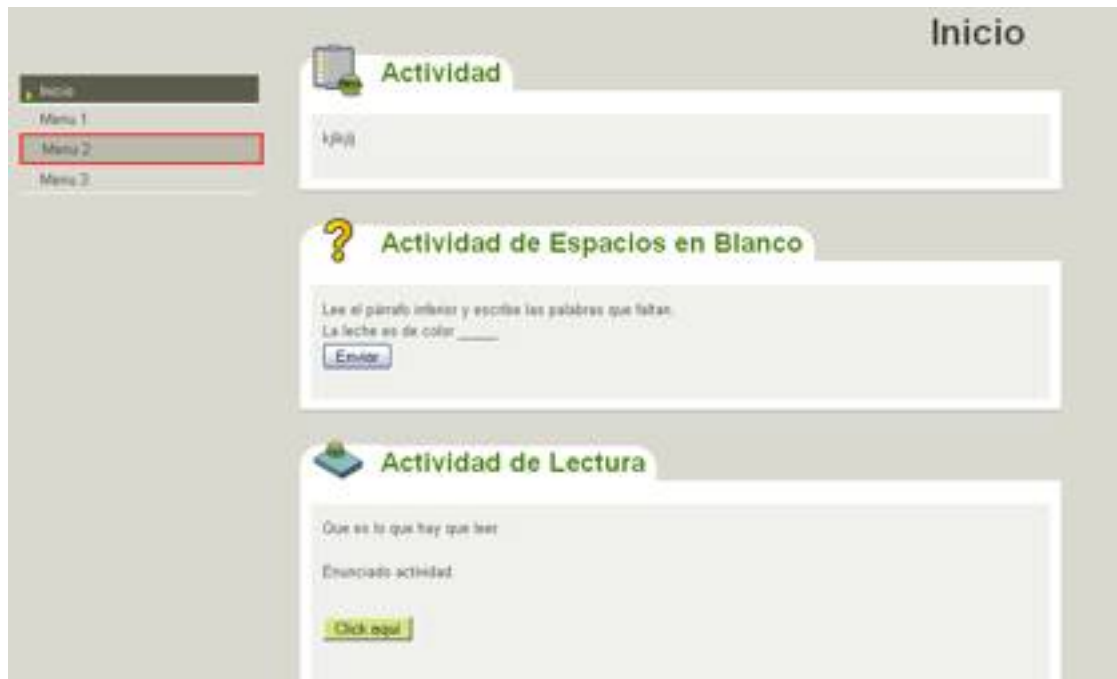 Inicio
Inicio
Menu 1
Menu 2
Menu 3
Actividad
Actividad de Espacios en Blanco
Lee el párrafo inferior y escribe las palabras que faltan.
La leche es de color _____
Enviar
Actividad de Lectura
Que es lo que hay que leer
Enunciado actividad
Click aquí